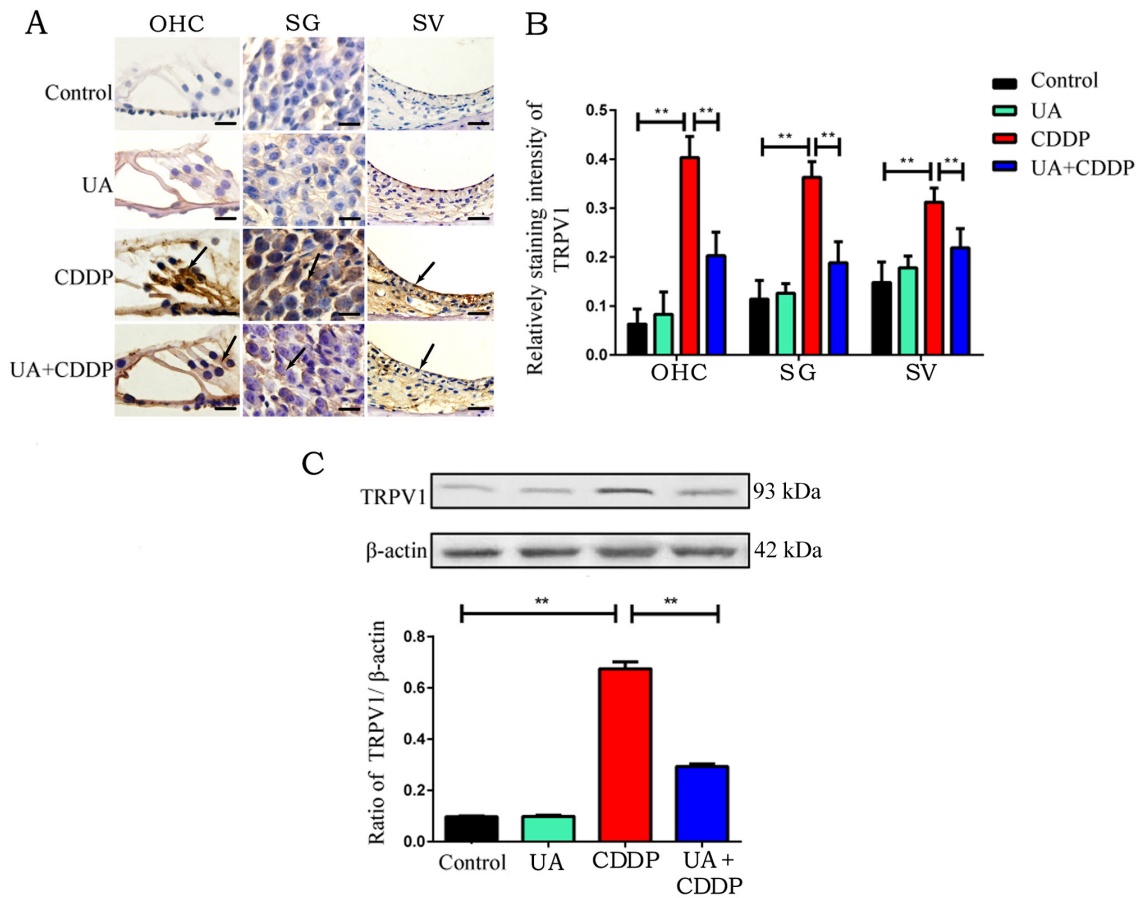 A
OHC SG SV
Control
UA
CDDP
UA+CDDP
B
Control
UA
CDDP
UA+CDDP
Relatively staining intensity of
TRPV1
0.5
0.4
0.3
0.2
0.1
0.0
** ** ** ** ** **
OHC SG SV
C
TRPV1 93 kDa
β-actin 42 kDa
** **
Ratio of TRPV1/ β-actin
0.8
0.6
0.4
0.2
0.0
Control UA CDDP UA +
CDDP